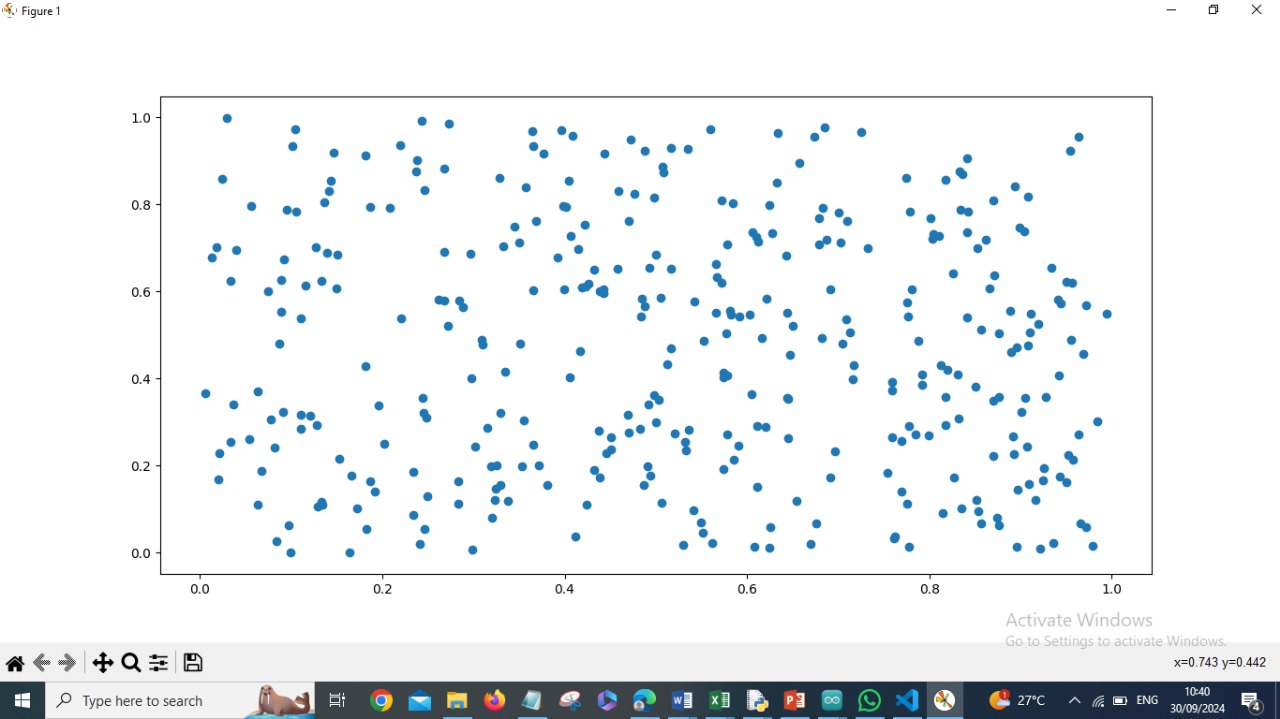 Figure 1
1.0
0.8
0.6
0.4
0.2
0.0
0.0 0.2 0.4 0.6 0.8 1.0
Activate Windows
Go to Settings to activate Windows.
x=0.743 y=0.442
Type here to search
1
27°C
ENG
10:40
30/09/2024
4